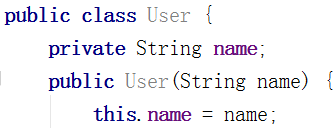 public class User {
    private String name;
    public User(String name) {
        this.name = name;